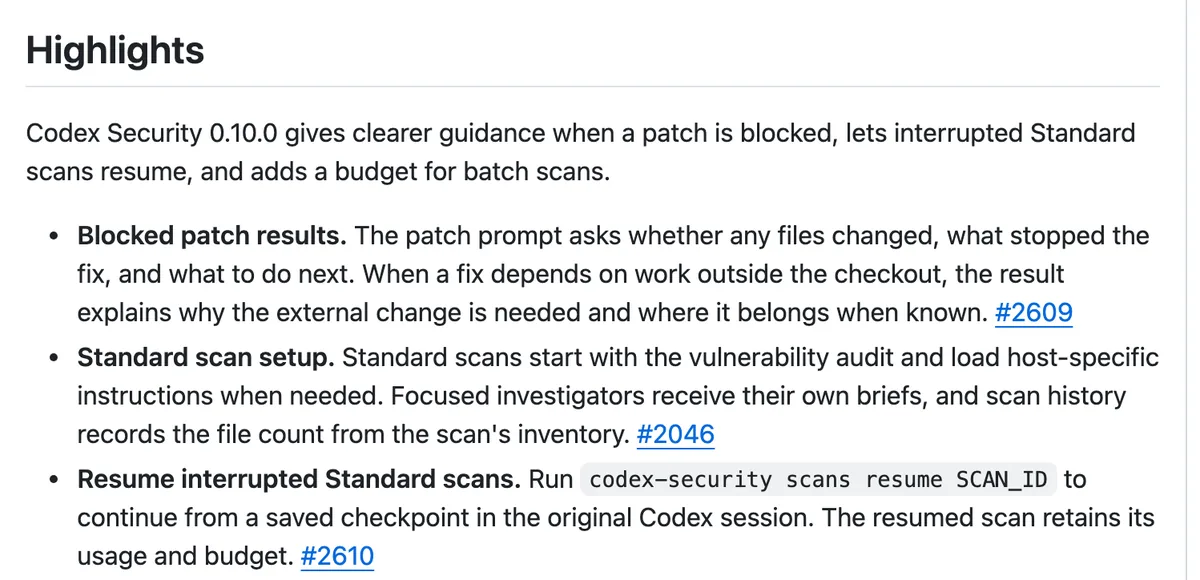 Highlights
Codex Security 0.10.0 gives clearer guidance when a patch is blocked, lets interrupted Standard
scans resume, and adds a budget for batch scans.
• Blocked patch results. The patch prompt asks whether any files changed, what stopped the
fix, and what to do next. When a fix depends on work outside the checkout, the result
explains why the external change is needed and where it belongs when known. #2609
• Standard scan setup. Standard scans start with the vulnerability audit and load host-specific
instructions when needed. Focused investigators receive their own briefs, and scan history
records the file count from the scan's inventory. #2046
• Resume interrupted Standard scans. Run codex-security scans resume SCAN_ID to
continue from a saved checkpoint in the original Codex session. The resumed scan retains its
usage and budget. #2610